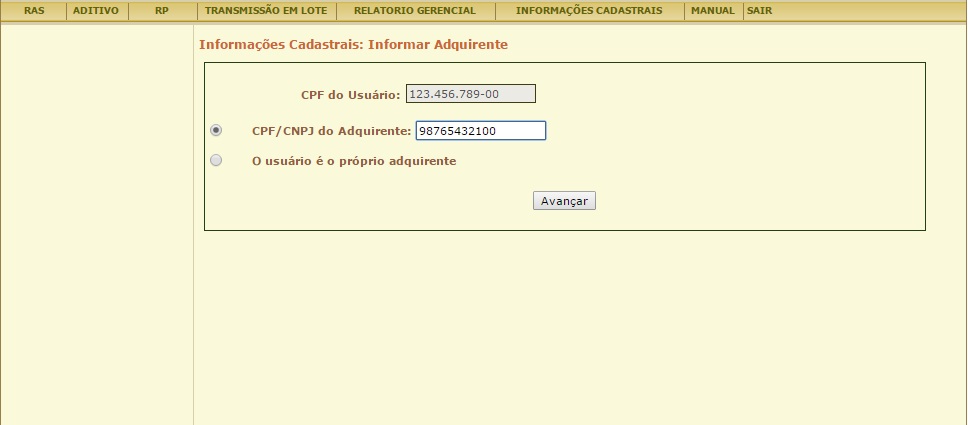 RAS ADITIVO RP TRANSMISSÃO EM LOTE RELATORIO GERENCIAL INFORMAÇÕES CADASTRAIS MANUAL SAIR
Informações Cadastrais: Informar Adquirente
CPF do Usuário: 123.456.789-00
CPF/CNPJ do Adquirente: 98765432100
O usuário é o próprio adquirente
Avançar